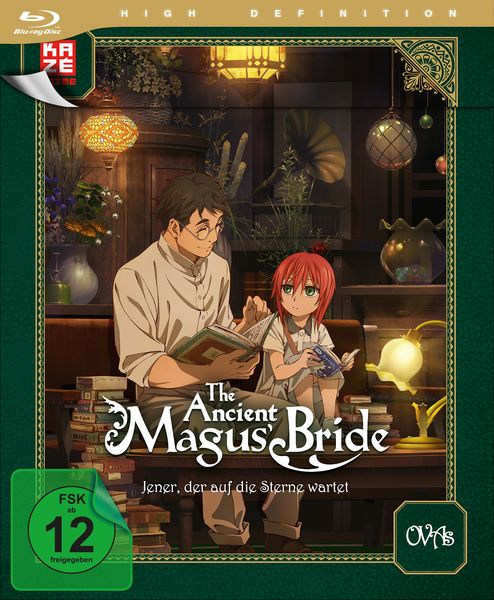 Blu-ray Disc
HIGH DEFINITION
KAZÉ
ANIME
The
Ancient
Magus' Bride
Jener, der auf die Sterne wartet
FSK
ab
12
freigegeben
OVAs